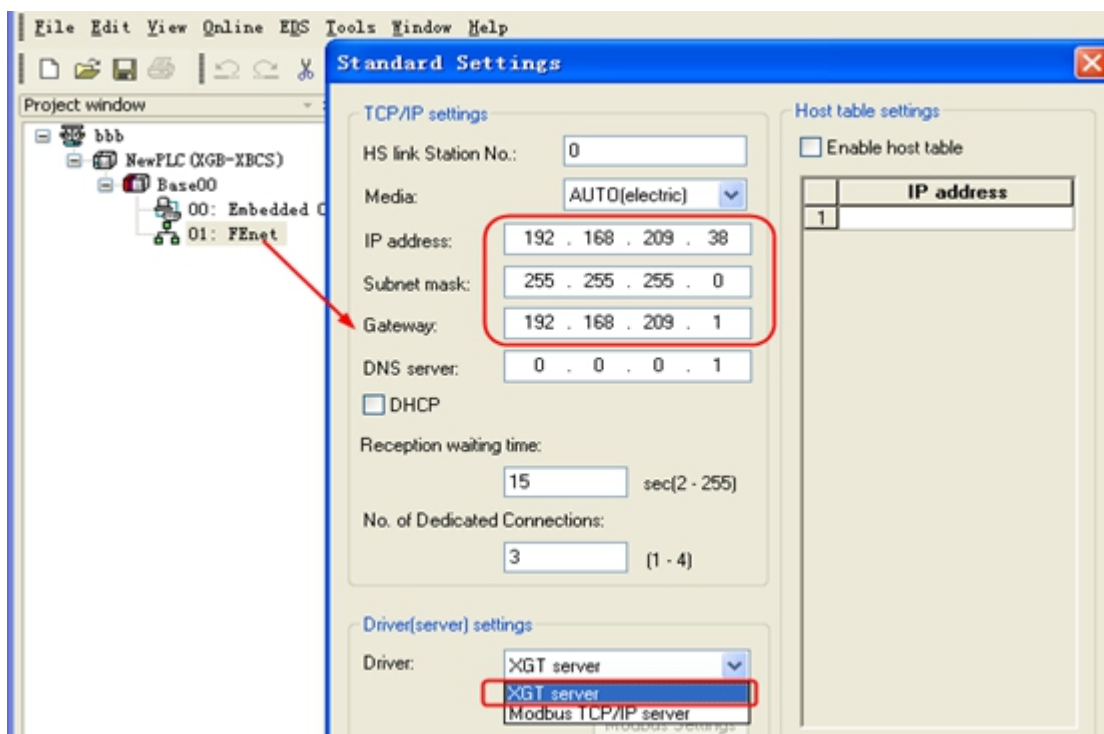 File Edit View Online EDS Tools Window Help
Standard Settings
Project window
bbb
NewPLC (XGB-XBCS)
Base00
00: Embedded
01: FEnet
TCP/IP settings
HS link Station No.: 0
Media: AUTO(electric)
IP address: 192 . 168 . 209 . 38
Subnet mask: 255 . 255 . 255 . 0
Gateway: 192 . 168 . 209 . 1
DNS server: 0 . 0 . 0 . 1
DHCP
Reception waiting time:
15 sec(2 - 255)
No. of Dedicated Connections:
3 (1 - 4)
Driver(server) settings
Driver: XGT server
XGT server
Modbus TCP/IP server
Modbus Settings
Host table settings
Enable host table
IP address
1